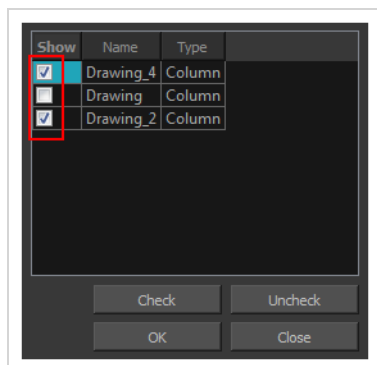 Show Name Type
Drawing_4 Column
Drawing Column
Drawing_2 Column
Check Uncheck
OK Close